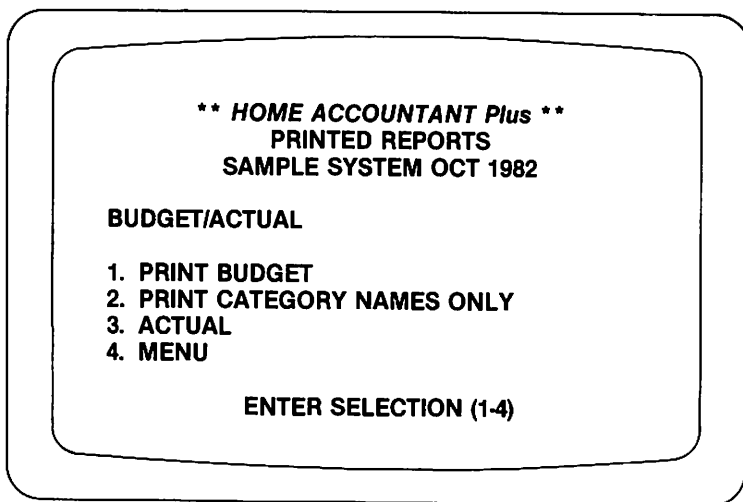 ** HOME ACCOUNTANT Plus **
PRINTED REPORTS
SAMPLE SYSTEM OCT 1982
BUDGET/ACTUAL
1. PRINT BUDGET
2. PRINT CATEGORY NAMES ONLY
3. ACTUAL
4. MENU
ENTER SELECTION (1-4)